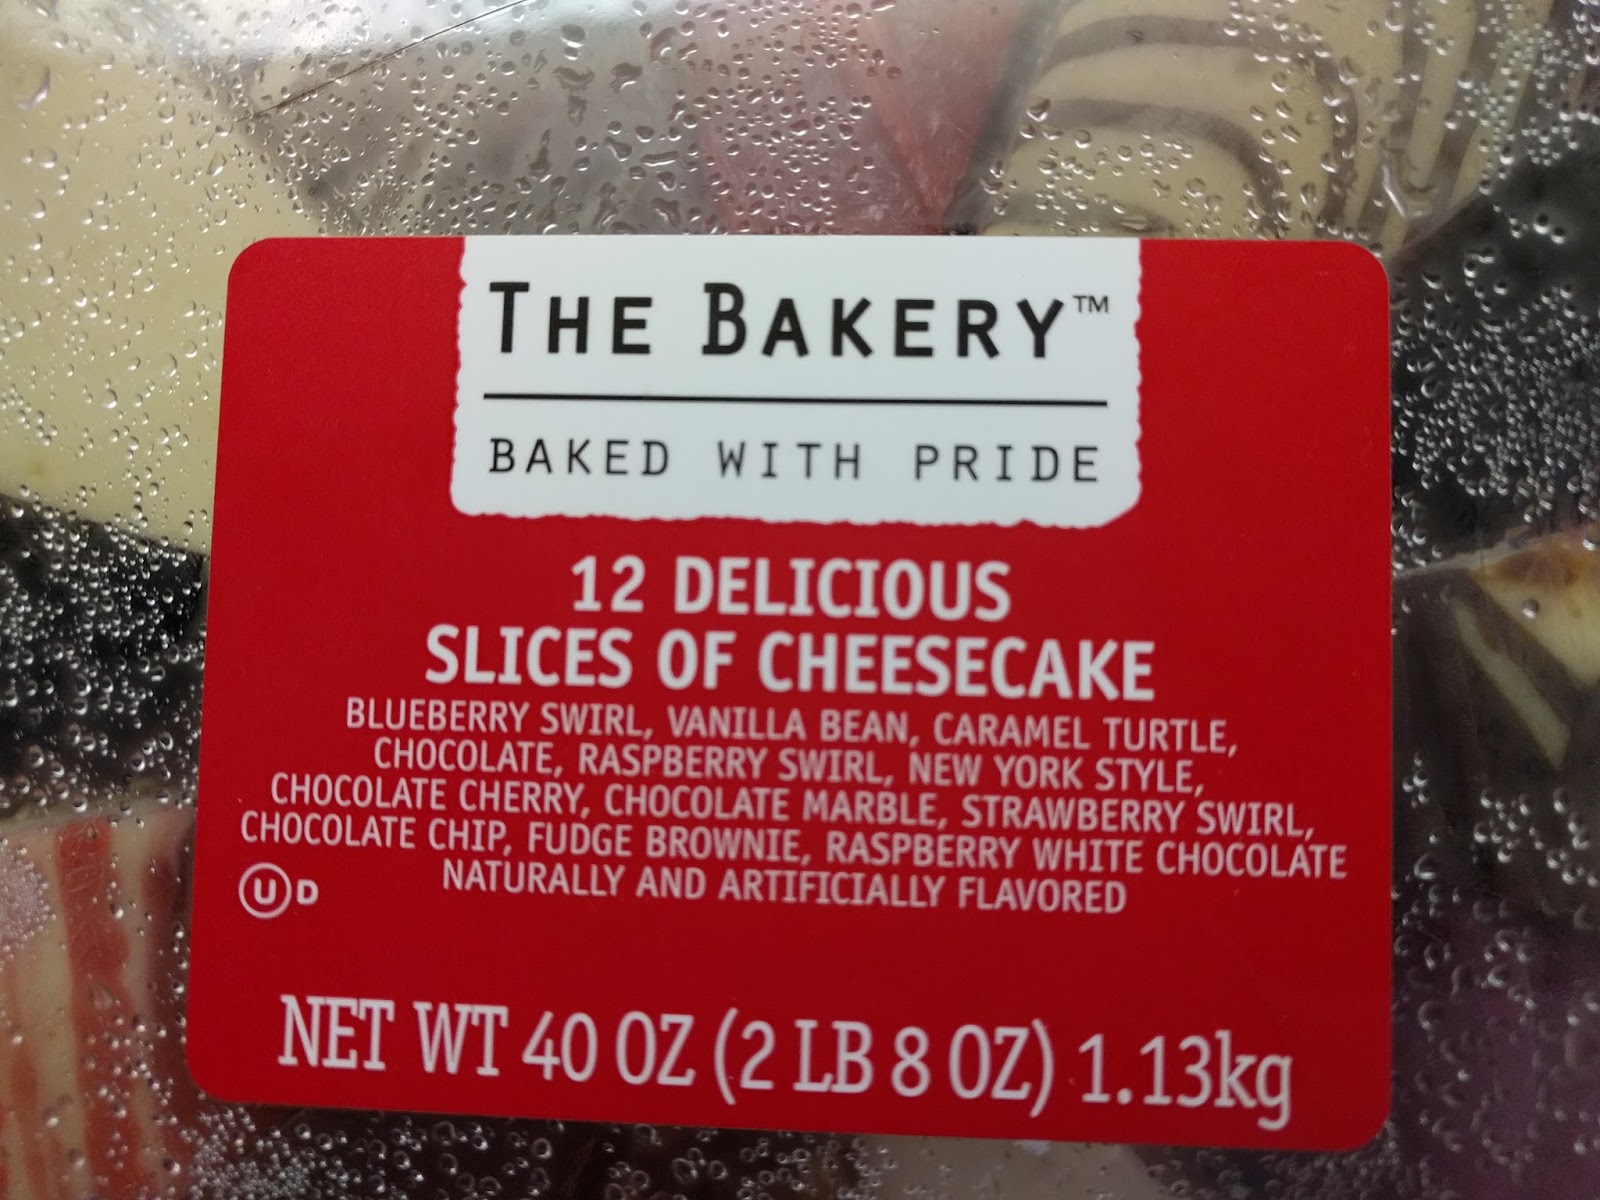 THE BAKERY™
BAKED WITH PRIDE
12 DELICIOUS
SLICES OF CHEESECAKE
BLUEBERRY SWIRL, VANILLA BEAN, CARAMEL TURTLE,
CHOCOLATE, RASPBERRY SWIRL, NEW YORK STYLE,
CHOCOLATE CHERRY, CHOCOLATE MARBLE, STRAWBERRY SWIRL,
CHOCOLATE CHIP, FUDGE BROWNIE, RASPBERRY WHITE CHOCOLATE
NATURALLY AND ARTIFICIALLY FLAVORED
U D
NET WT 40 OZ (2 LB 8 OZ) 1.13kg